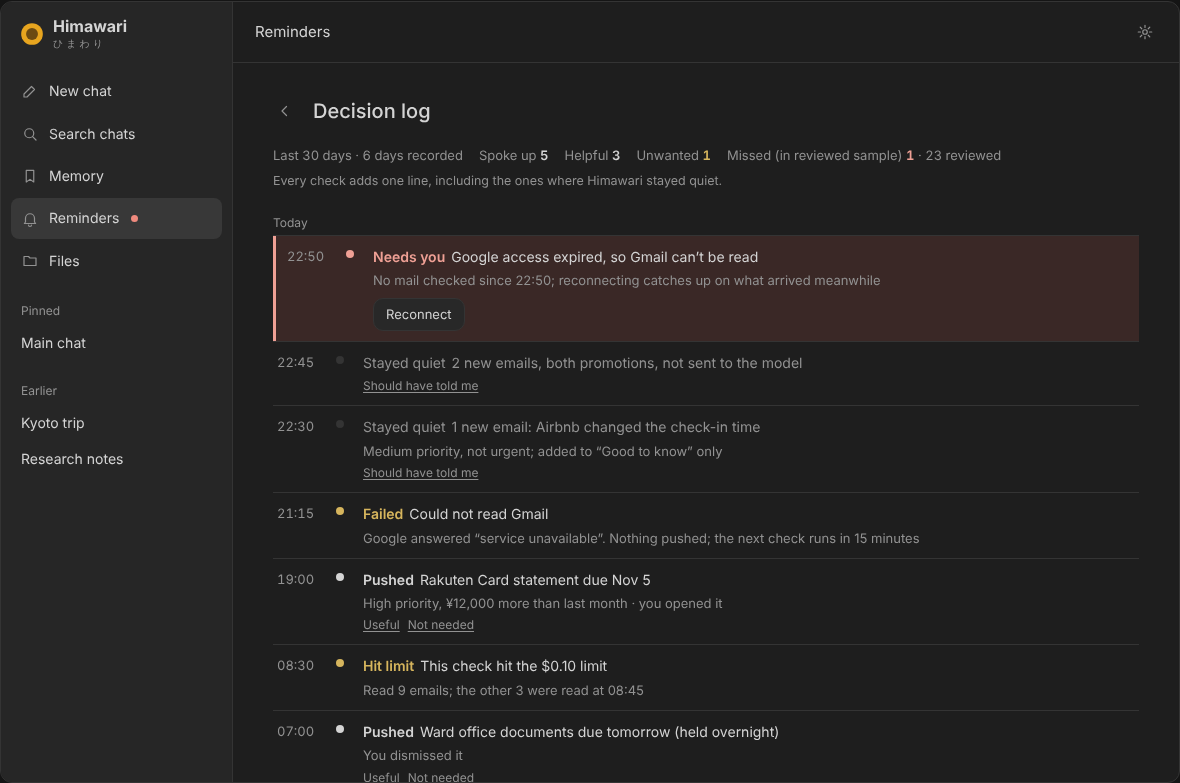 Himawari
ひまわり
New chat
Search chats
Memory
Reminders
Files
Pinned
Main chat
Earlier
Kyoto trip
Research notes
Reminders
Decision log
Last 30 days · 6 days recorded Spoke up 5 Helpful 3 Unwanted 1 Missed (in reviewed sample) 1 · 23 reviewed
Every check adds one line, including the ones where Himawari stayed quiet.
Today
22:50 Needs you Google access expired, so Gmail can’t be read
No mail checked since 22:50; reconnecting catches up on what arrived meanwhile
Reconnect
22:45 Stayed quiet 2 new emails, both promotions, not sent to the model
Should have told me
22:30 Stayed quiet 1 new email: Airbnb changed the check-in time
Medium priority, not urgent; added to “Good to know” only
Should have told me
21:15 Failed Could not read Gmail
Google answered “service unavailable”. Nothing pushed; the next check runs in 15 minutes
19:00 Pushed Rakuten Card statement due Nov 5
High priority, ¥12,000 more than last month · you opened it
Useful Not needed
08:30 Hit limit This check hit the $0.10 limit
Read 9 emails; the other 3 were read at 08:45
07:00 Pushed Ward office documents due tomorrow (held overnight)
You dismissed it
Useful Not needed